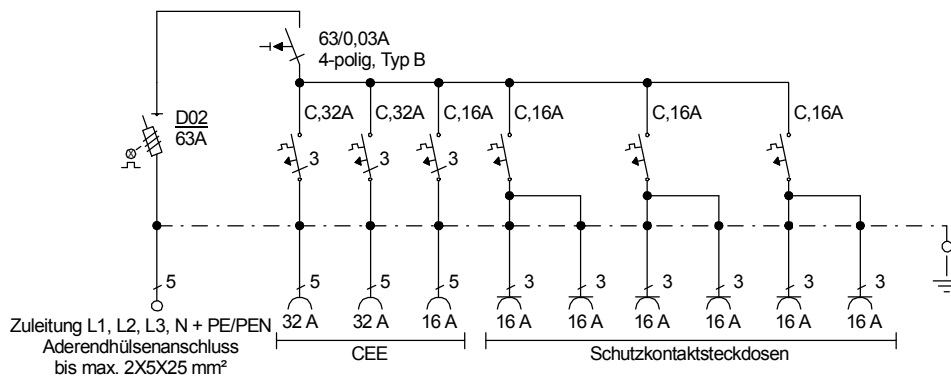 63/0,03A
4-polig, Typ B
D02
63A
C,32A
C,32A
C,16A
C,16A
C,16A
C,16A
3
3
3
5
5
5
5
3
3
3
3
3
3
32 A
32 A
16 A
16 A
16 A
16 A
16 A
16 A
16 A
Zuleitung L1, L2, L3, N + PE/PEN
Aderendhülsenanschluss
bis max. 2X5X25 mm²
CEE
Schutzkontaktsteckdosen